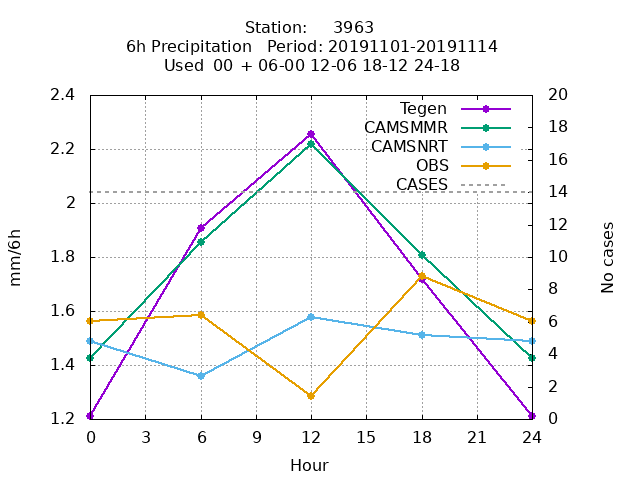 Station: 3963
6h Precipitation Period: 20191101-20191114
Used 00 + 06-00 12-06 18-12 24-18
2.4
2.2
2
1.8
1.6
1.4
1.2
mm/6h
Tegen
CAMSMMR
CAMSNRT
OBS
CASES
20
18
16
14
12
10
8
6
4
2
0
No cases
0 3 6 9 12 15 18 21 24
Hour